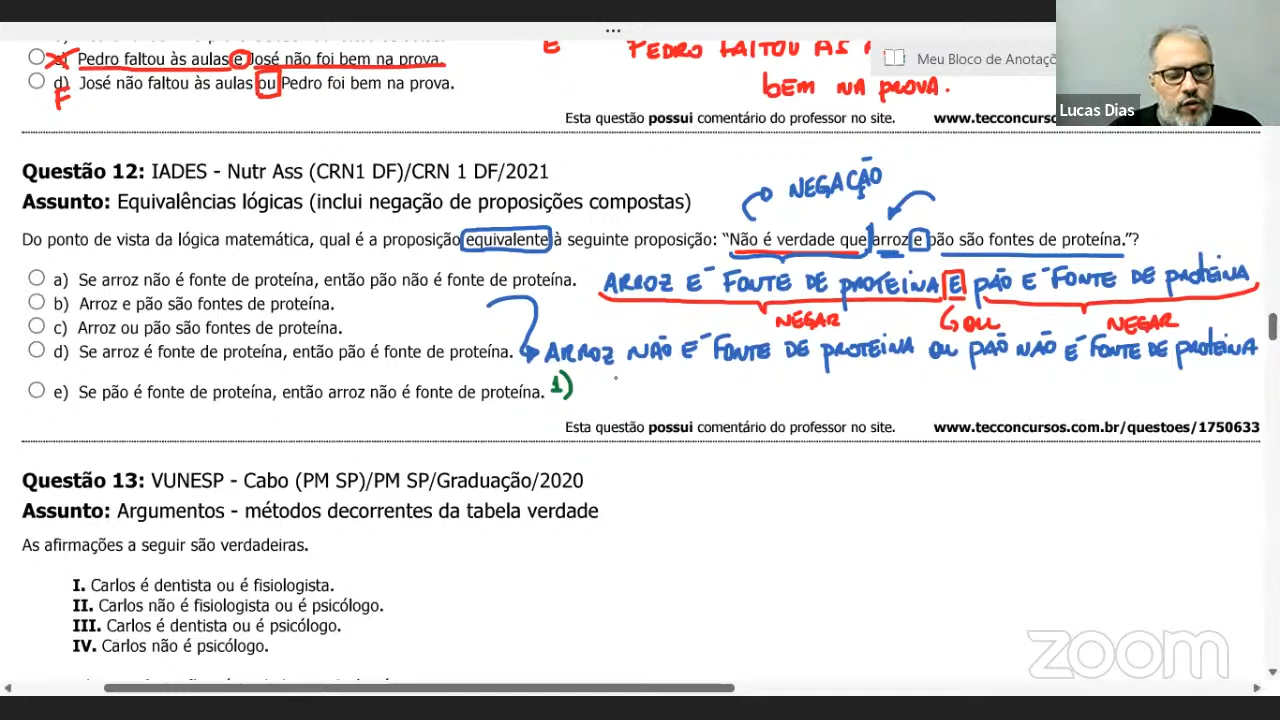 c) Pedro faltou às aulas e José não foi bem na prova.
E PEDRO FALTOU ÀS
Meu Bloco de Anotaçõ
d) José não faltou às aulas ou Pedro foi bem na prova.
F
BEM NA PROVA.
Lucas Dias
Esta questão possui comentário do professor no site. www.tecconcurso
Questão 12: IADES - Nutr Ass (CRN1 DF)/CRN 1 DF/2021
NEGAÇÃO
Assunto: Equivalências lógicas (inclui negação de proposições compostas)
Do ponto de vista da lógica matemática, qual é a proposição equivalente à seguinte proposição: “Não é verdade que arroz e pão são fontes de proteína.”?
a) Se arroz não é fonte de proteína, então pão não é fonte de proteína.
ARROZ É FONTE DE PROTEINA E PÃO É FONTE DE PROTEINA
b) Arroz e pão são fontes de proteína.
NEGAR OU NEGAR
c) Arroz ou pão são fontes de proteína.
d) Se arroz é fonte de proteína, então pão é fonte de proteína.
ARROZ NÃO É FONTE DE PROTEINA OU PÃO NÃO É FONTE DE PROTEINA
e) Se pão é fonte de proteína, então arroz não é fonte de proteína.
1)
Esta questão possui comentário do professor no site. www.tecconcursos.com.br/questoes/1750633
Questão 13: VUNESP - Cabo (PM SP)/PM SP/Graduação/2020
Assunto: Argumentos - métodos decorrentes da tabela verdade
As afirmações a seguir são verdadeiras.
I. Carlos é dentista ou é fisiologista.
II. Carlos não é fisiologista ou é psicólogo.
III. Carlos é dentista ou é psicólogo.
IV. Carlos não é psicólogo.
zoom